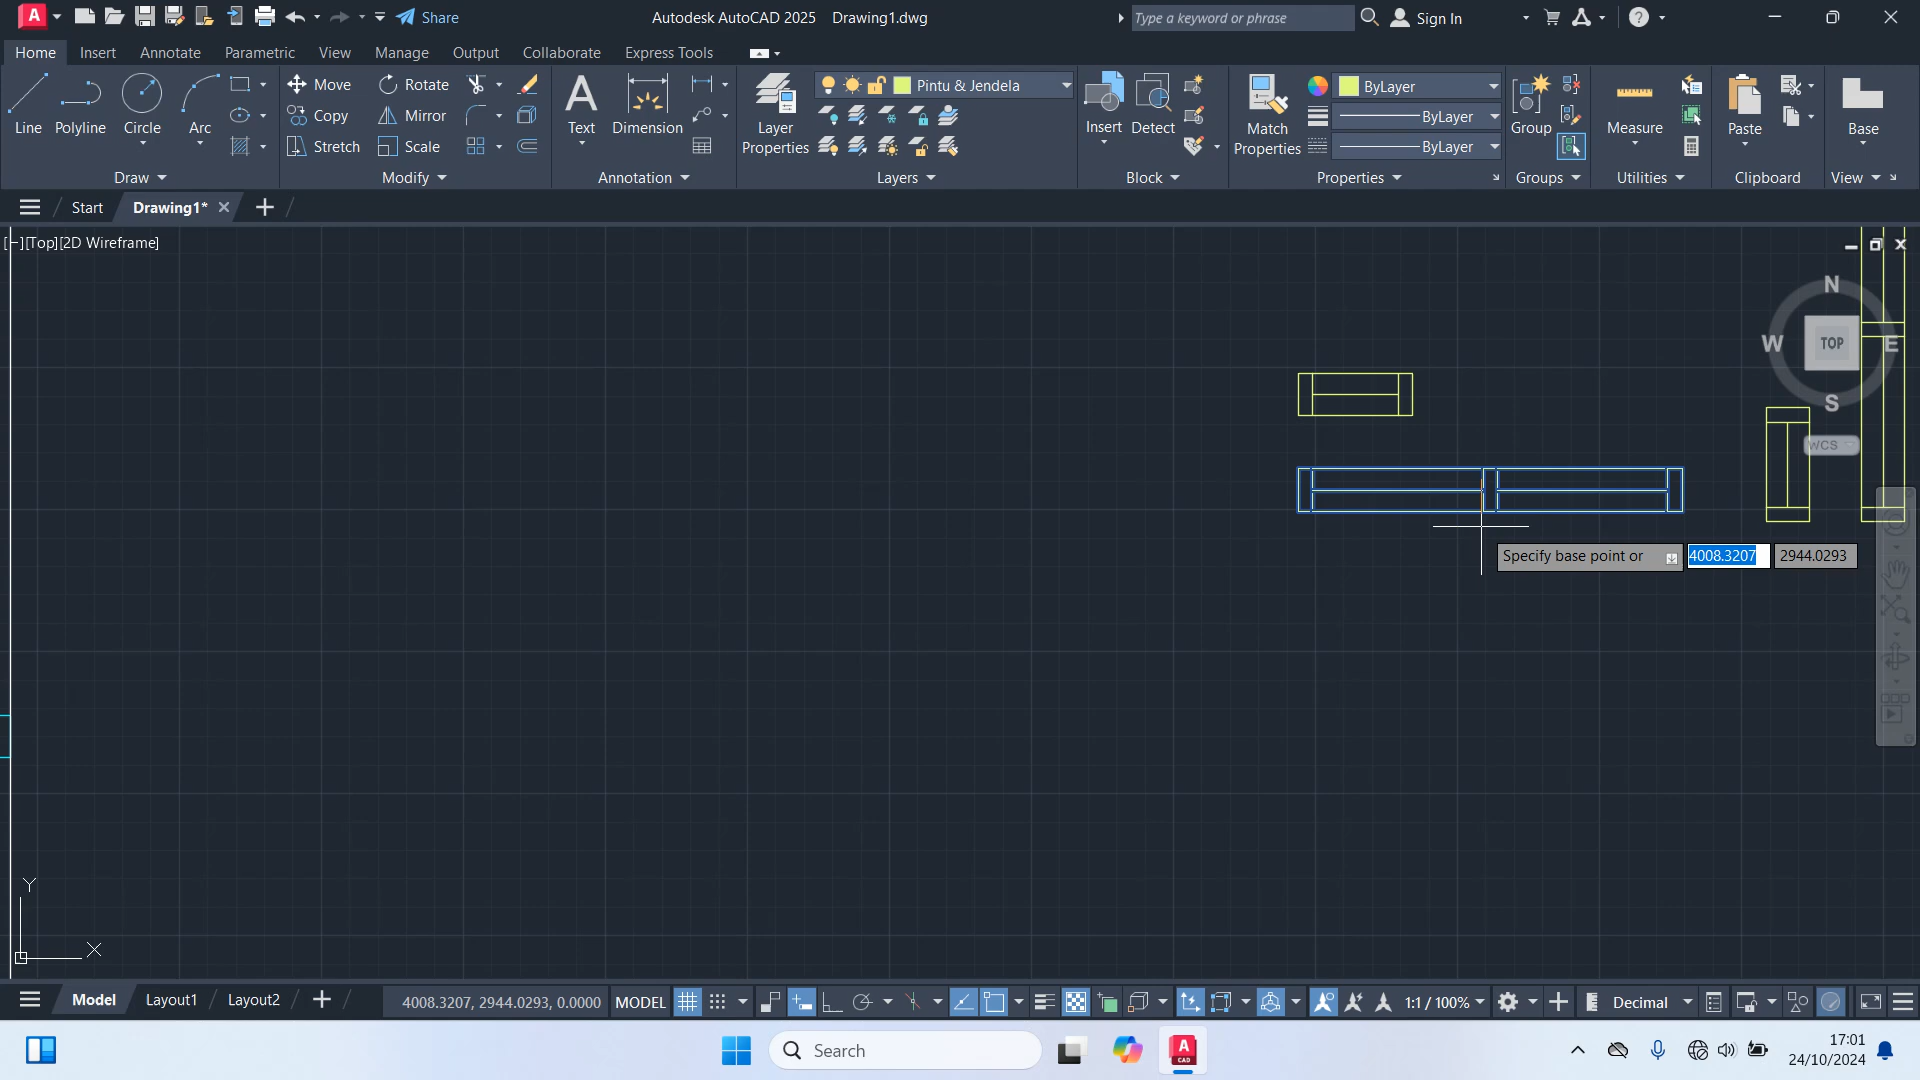 Share
Autodesk AutoCAD 2025 Drawing1.dwg
Type a keyword or phrase
Sign In
Home Insert Annotate Parametric View Manage Output Collaborate Express Tools
Line Polyline Circle Arc
Move Rotate
Copy Mirror
Stretch Scale
Text Dimension
Layer Properties
Pintu & Jendela
Insert Detect
Match Properties
ByLayer
ByLayer
ByLayer
Group
Measure
Paste
Base
Draw Modify Annotation Layers Block Properties Groups Utilities Clipboard View
Start Drawing1*
[−][Top][2D Wireframe]
N
W TOP E
S
WCS
Specify base point or 4008.3207 2944.0293
Y
X
Model Layout1 Layout2
4008.3207, 2944.0293, 0.0000 MODEL
1:1 / 100%
Decimal
Search
A CAD
17:01
24/10/2024